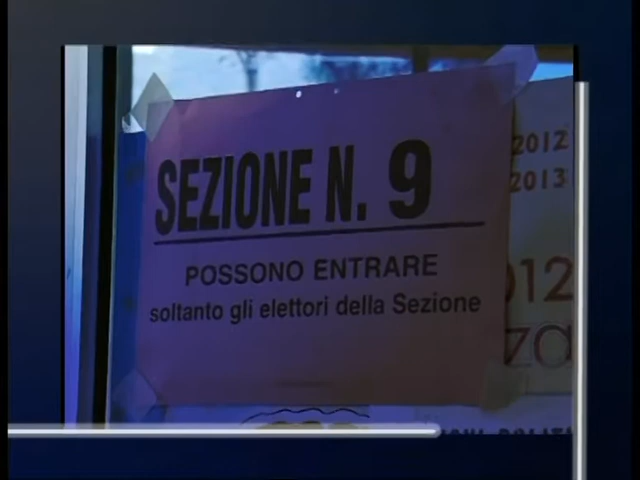 SEZIONE N. 9
POSSONO ENTRARE
soltanto gli elettori della Sezione
2012
2013